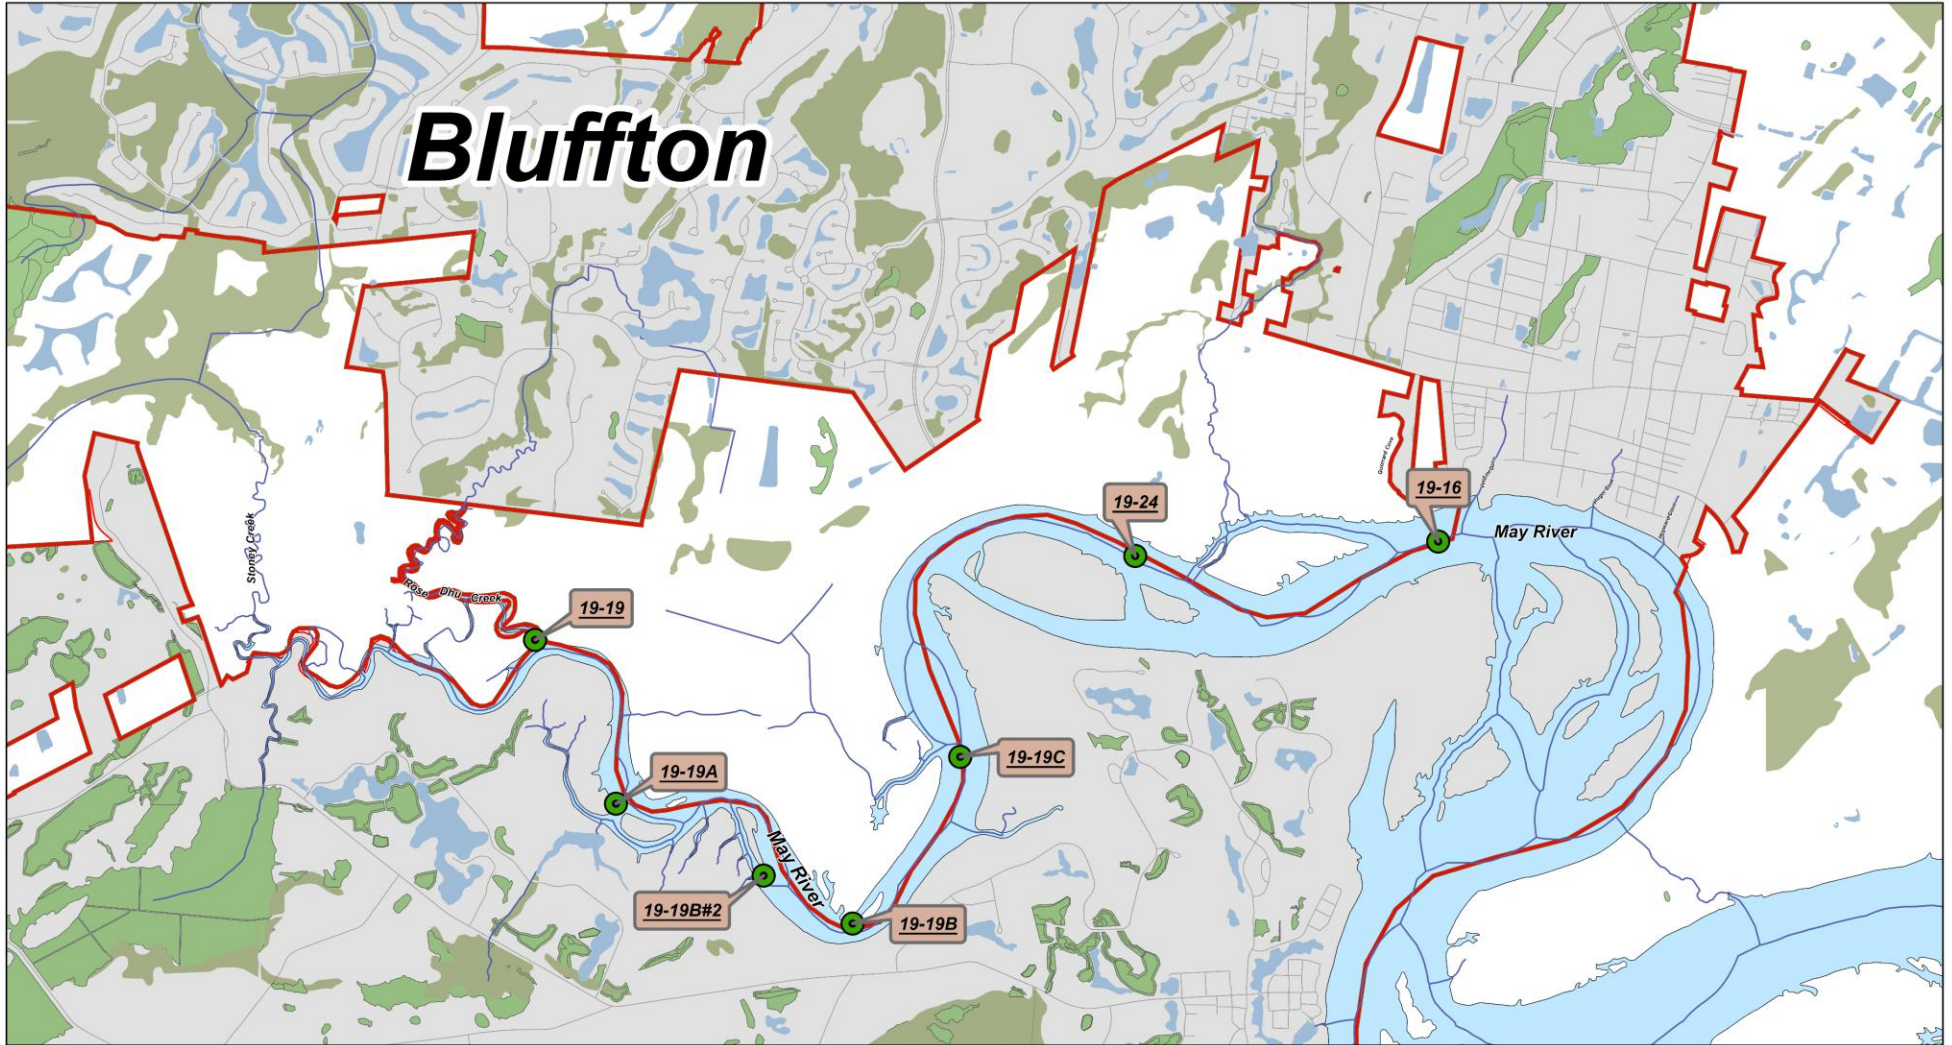 Bluffton
19-24
19-16
May River
Stoney Creek
Rose Dhu Creek
19-19
19-19C
19-19A
May River
19-19B#2
19-19B